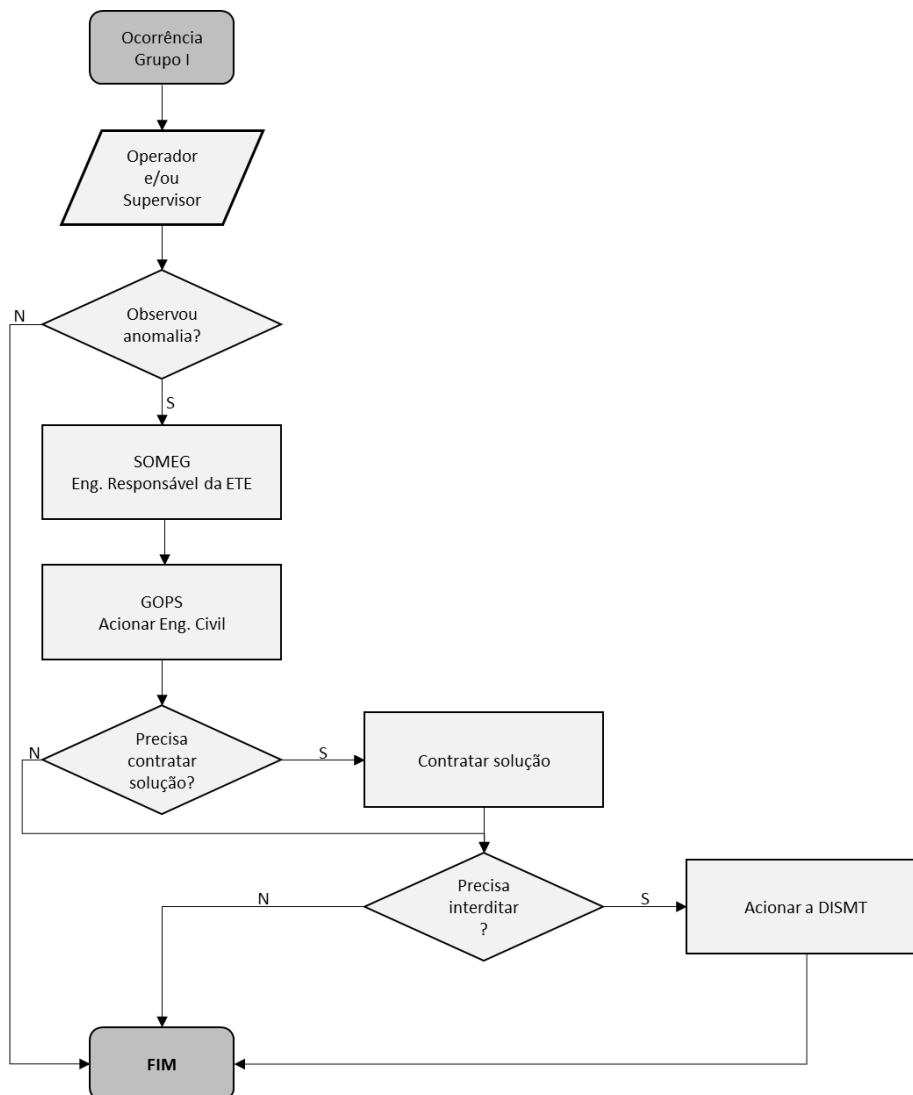 Ocorrência
Grupo I
Operador
e/ou
Supervisor
N
Observou
anomalia?
S
SOMEG
Eng. Responsável da ETE
GOPS
Acionar Eng. Civil
N
Precisa
contratar
solução?
S
Contratar solução
N
Precisa
interditar
?
S
Acionar a DISMT
FIM